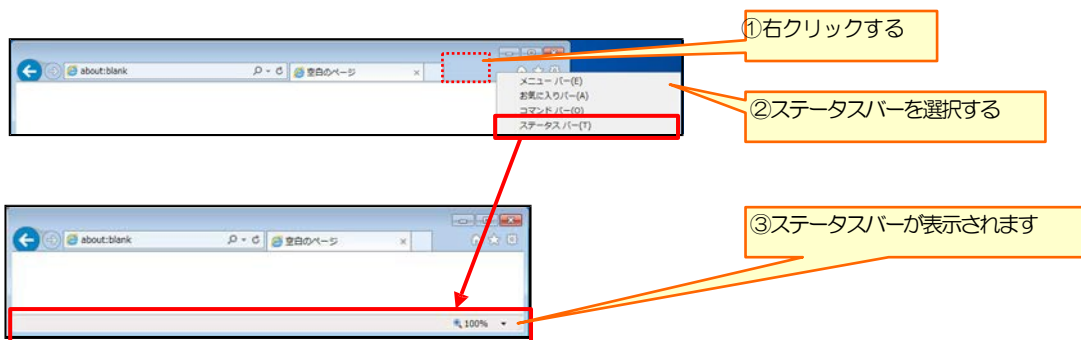 ①右クリックする
about:blank
空白のページ
メニュー バー(E)
お気に入りバー(A)
コマンド バー(O)
ステータス バー(T)
②ステータスバーを選択する
about:blank
空白のページ
③ステータスバーが表示されます
100%